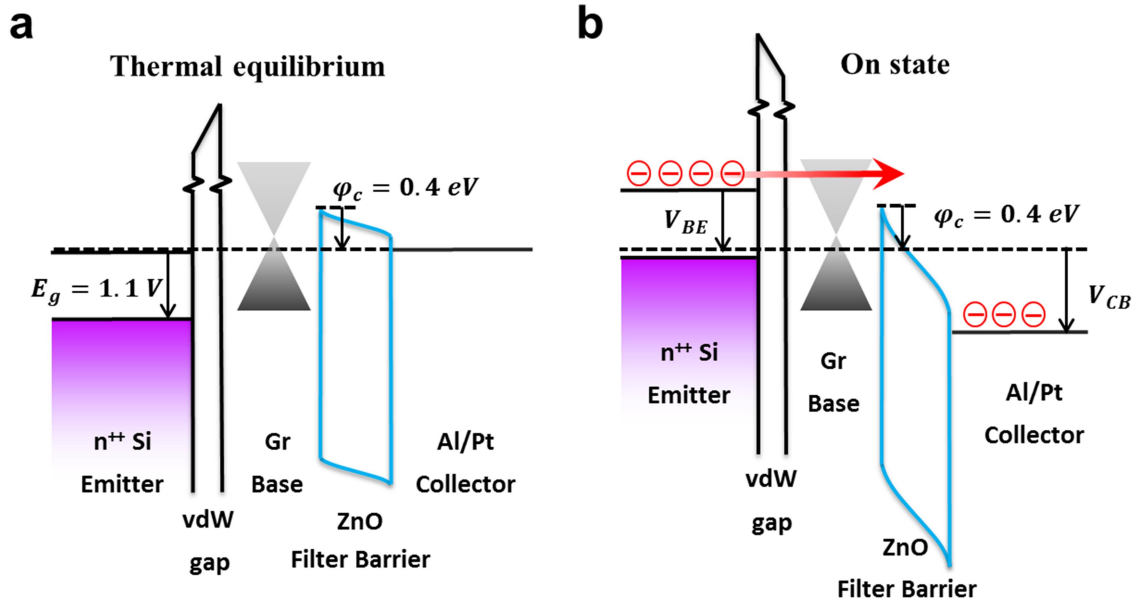 a
Thermal equilibrium
φc = 0.4 eV
Eg = 1.1 V
n++ Si
Emitter
vdW
gap
Gr
Base
ZnO
Filter Barrier
Al/Pt
Collector
b
On state
VBE
φc = 0.4 eV
VCB
n++ Si
Emitter
vdW
gap
Gr
Base
ZnO
Filter Barrier
Al/Pt
Collector